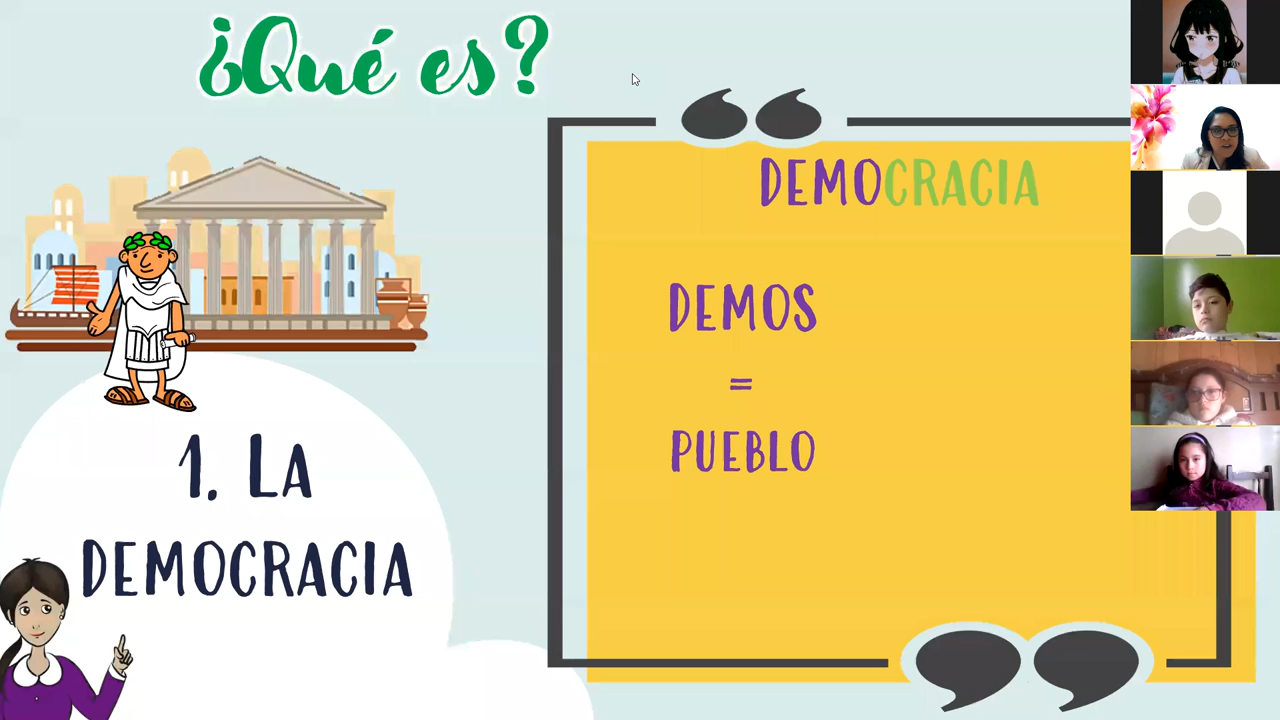 ¿Qué es?
1. LA
DEMOCRACIA
DEMOCRACIA
DEMOS
=
PUEBLO